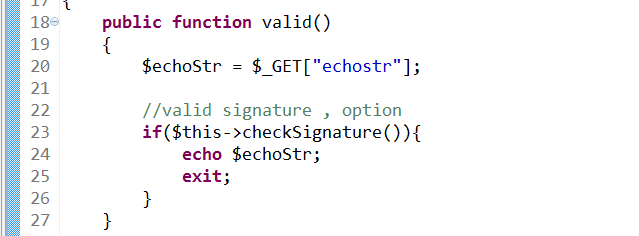 17 {
18 public function valid()
19 {
20 $echoStr = $_GET["echostr"];
21
22 //valid signature , option
23 if($this->checkSignature()){
24 echo $echoStr;
25 exit;
26 }
27 }